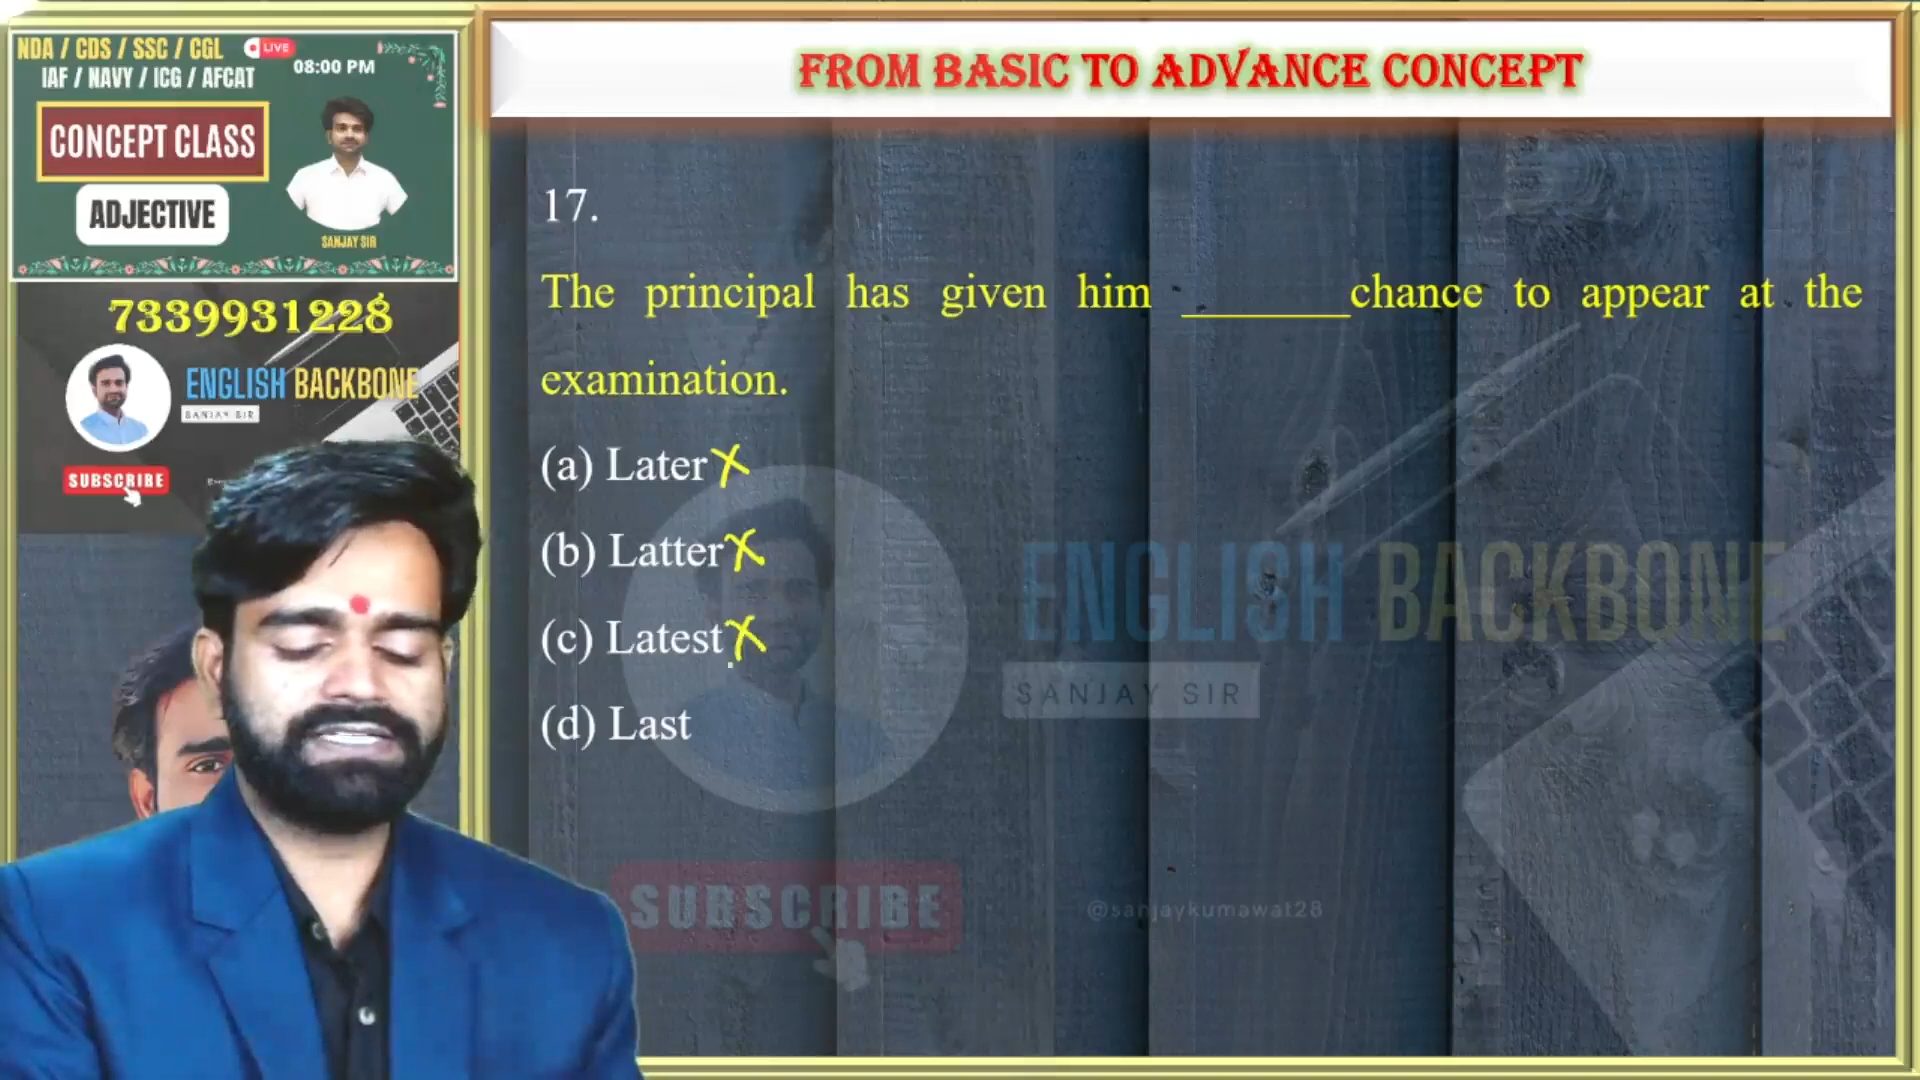 NDA / CDS / SSC / CGL
LIVE
IAF / NAVY / ICG / AFCAT
08:00 PM
CONCEPT CLASS
ADJECTIVE
SANJAY SIR
7339931228
ENGLISH BACKBONE
SANJAY SIR
SUBSCRIBE
FROM BASIC TO ADVANCE CONCEPT
17.
The principal has given him _______chance to appear at the
examination.
(a) Later X
(b) Latter X
(c) Latest X
(d) Last
ENGLISH BACKBONE
SANJAY SIR
SUBSCRIBE
@sanjaykumawat28